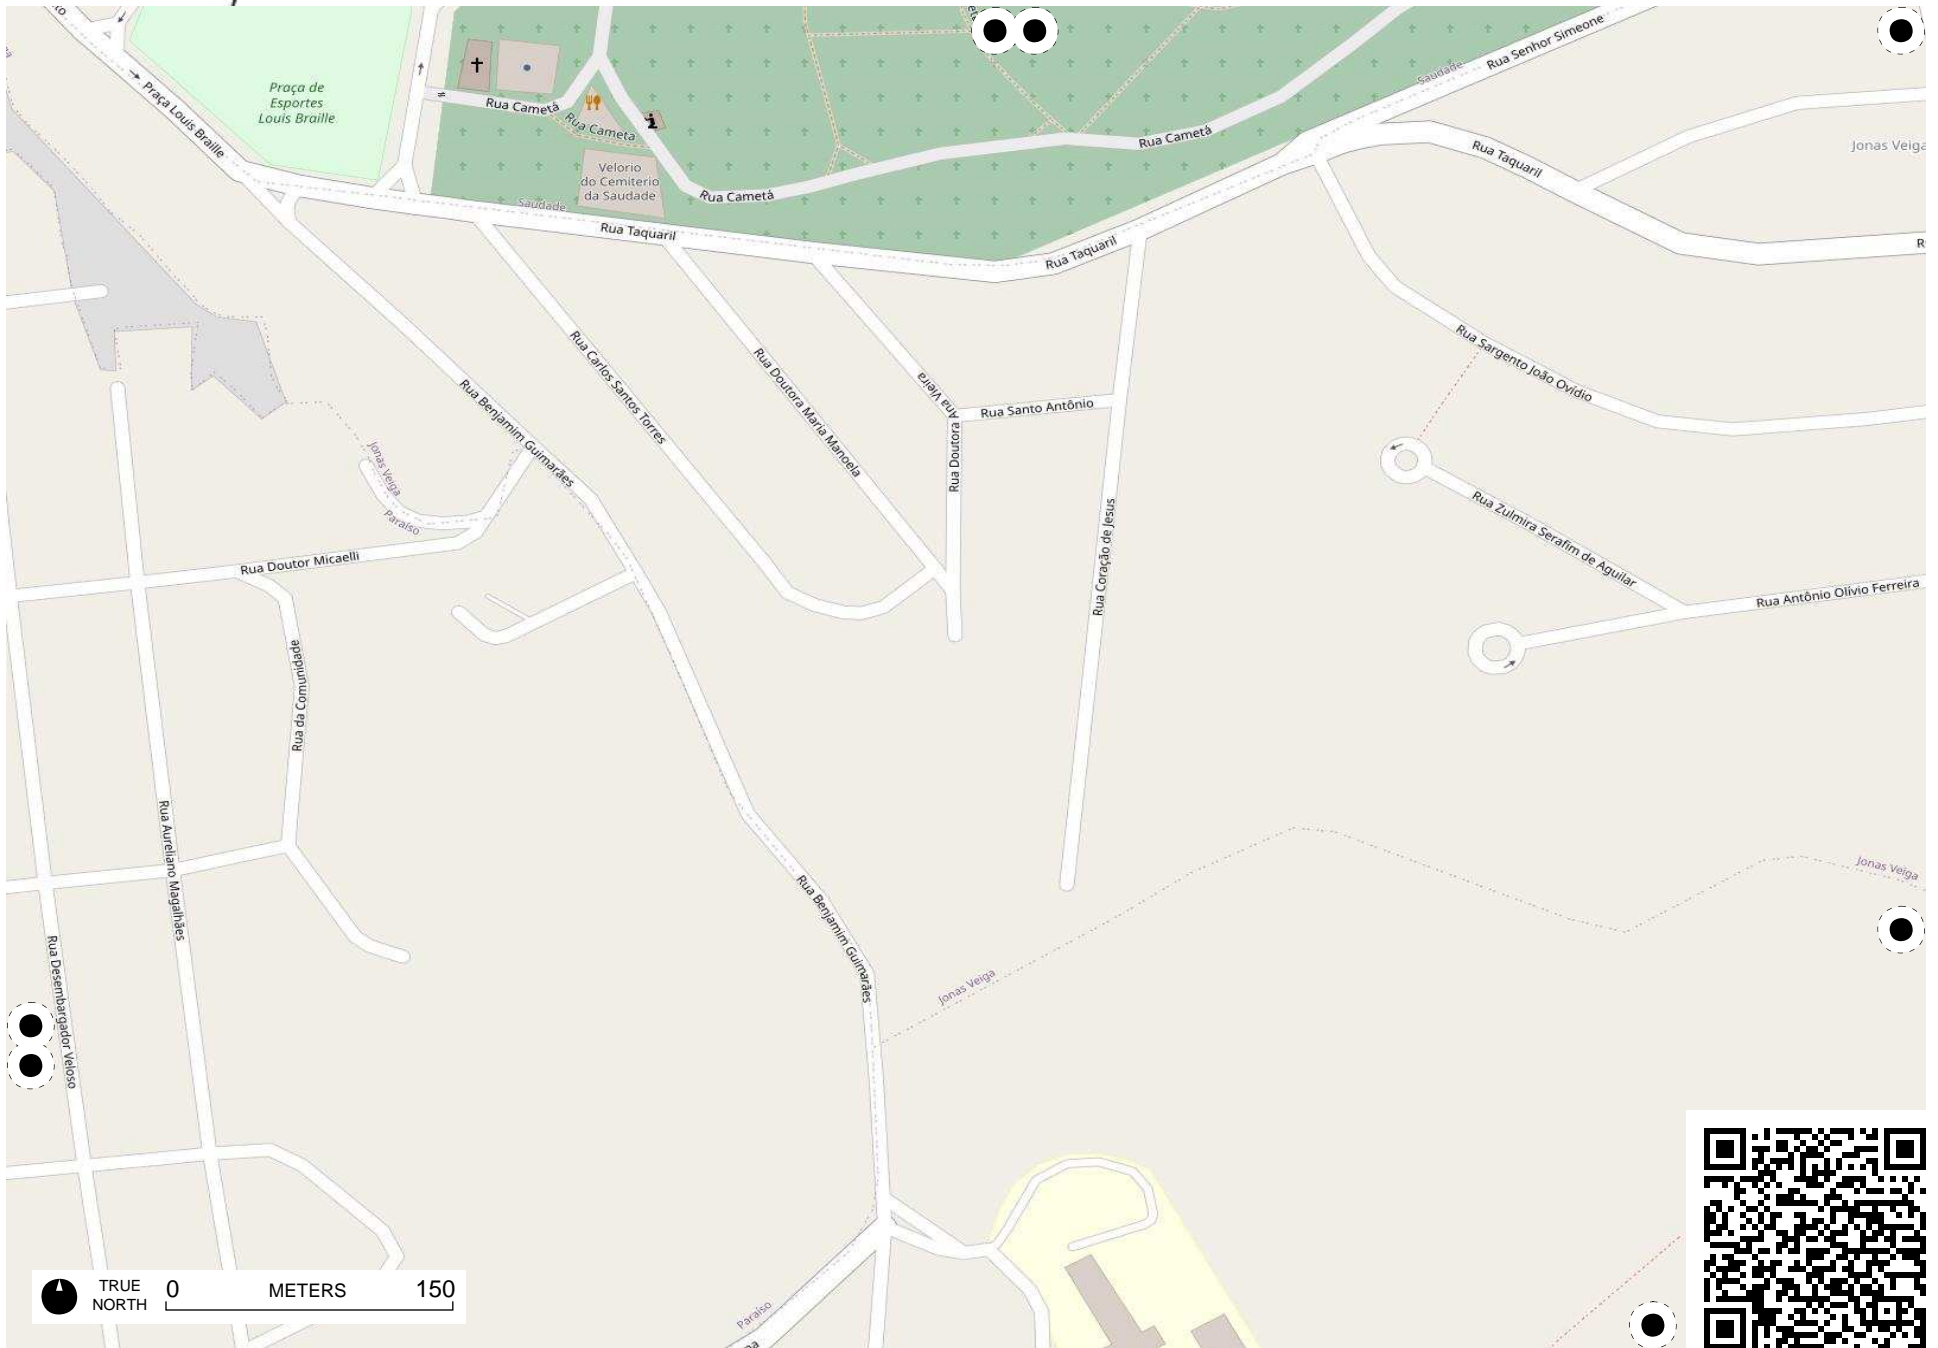 Rua Senhor Simeone
Saudade
Praça de
Esportes
Louis Braille
Praça Louis Braille
Rua Cametá
Rua Cameta
Rua Cametá
Rua Taquaril
Jonas Veiga
Velorio
do Cemiterio
da Saudade
Rua Cametá
Saudade
Rua Taquaril
Rua Taquaril
Rua Carlos Santos Torres
Rua Doutora Maria Manoela
Rua Doutora Ana Vieira
Rua Santo Antônio
Rua Sargento João Ovídio
Rua Benjamim Guimarães
Jonas Veiga
Paraíso
Rua Doutor Micaelli
Rua Coração de Jesus
Rua Zulmira Serafim de Aguilar
Rua Antônio Olívio Ferreira
Rua da Comunidade
Rua Aureliano Magalhães
Rua Benjamim Guimarães
Jonas Veiga
Jonas Veiga
Rua Desembargador Veloso
Paraíso
TRUE
NORTH
0 METERS 150